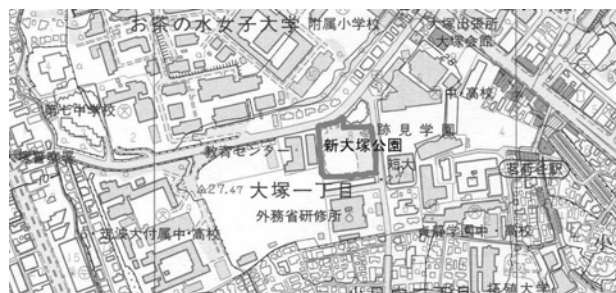 お茶の水女子大学
附属小学校
大塚出張所
大塚会館
中・高校
第七中学校
跡見学園
教育センター
新大塚公園
短大
茗荷谷駅
27.47
大塚一丁目
外務省研修所
筑波大付属中・高校
貞静学園中・高校
拓殖大学